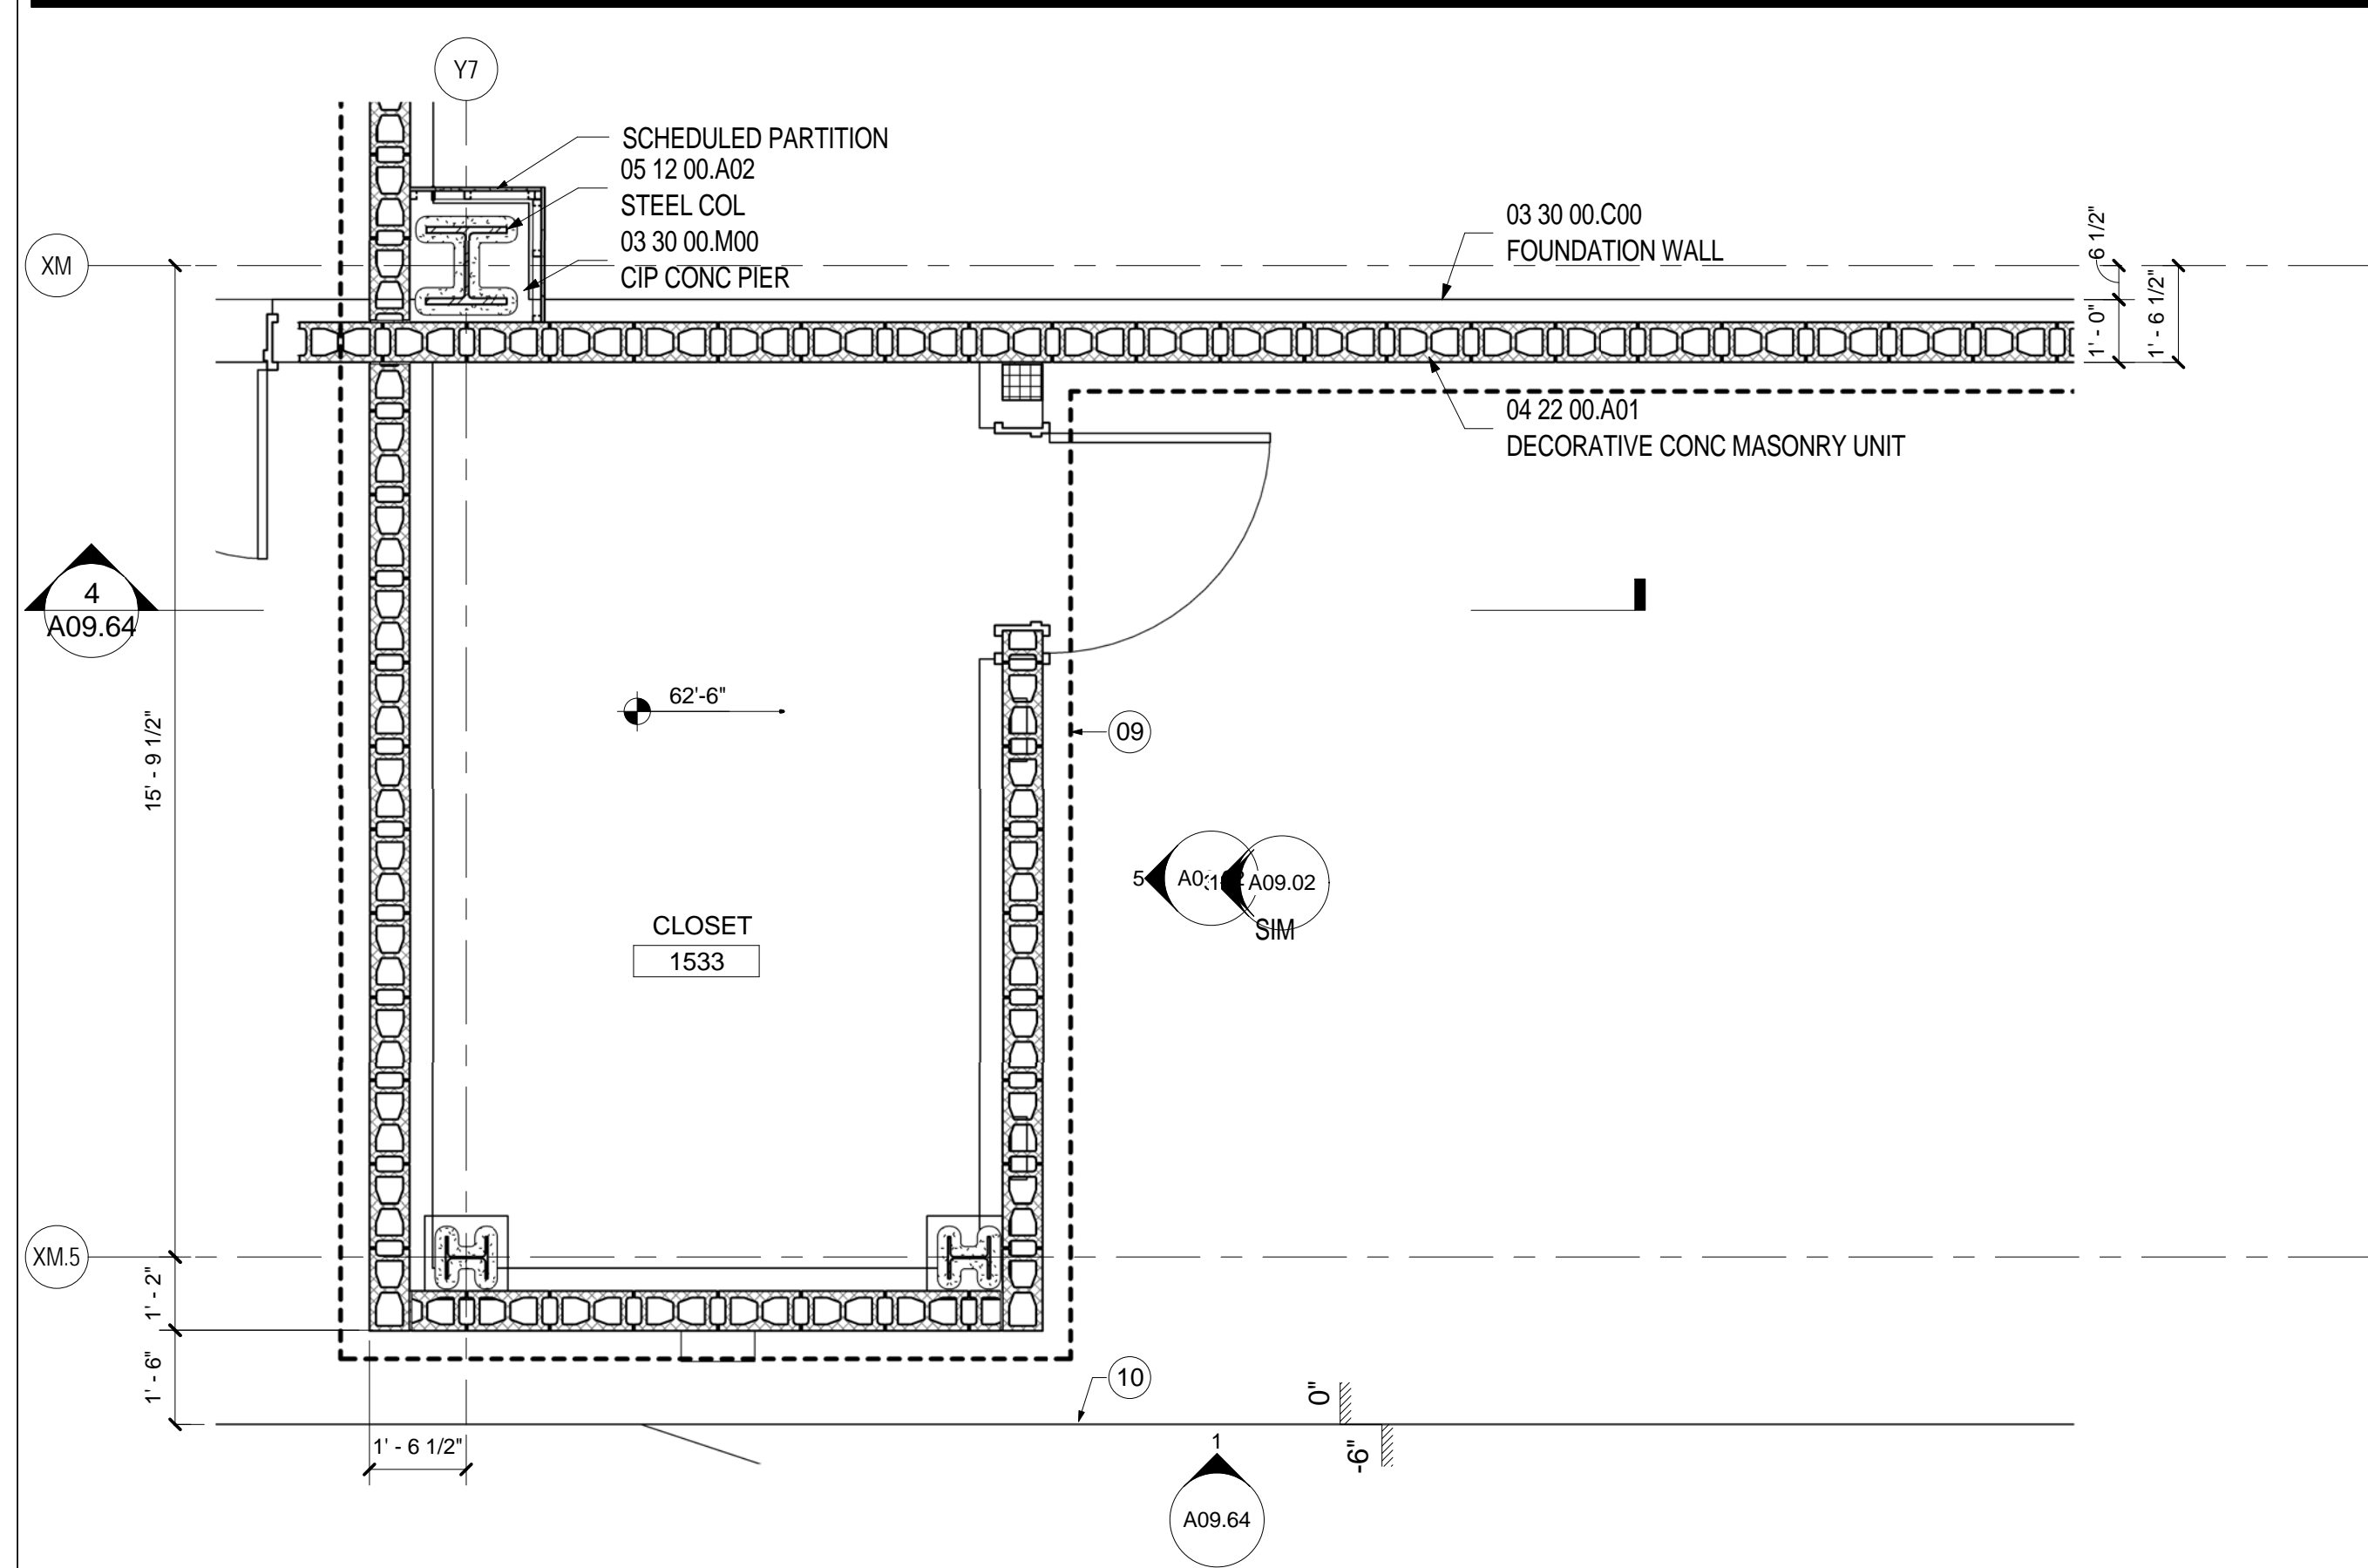 Y7
SCHEDULED PARTITION
05 12 00.A02
STEEL COL
03 30 00.M00
CIP CONC PIER
03 30 00.C00
FOUNDATION WALL
XM
6 1/2"
1' - 0"
1' - 6 1/2"
04 22 00.A01
DECORATIVE CONC MASONRY UNIT
4
A09.64
62'-6"
15' - 9 1/2"
09
5
A09.02
SIM
CLOSET
1533
XM.5
1' - 2"
1' - 6"
10
0"
-6"
1' - 6 1/2"
1
A09.64